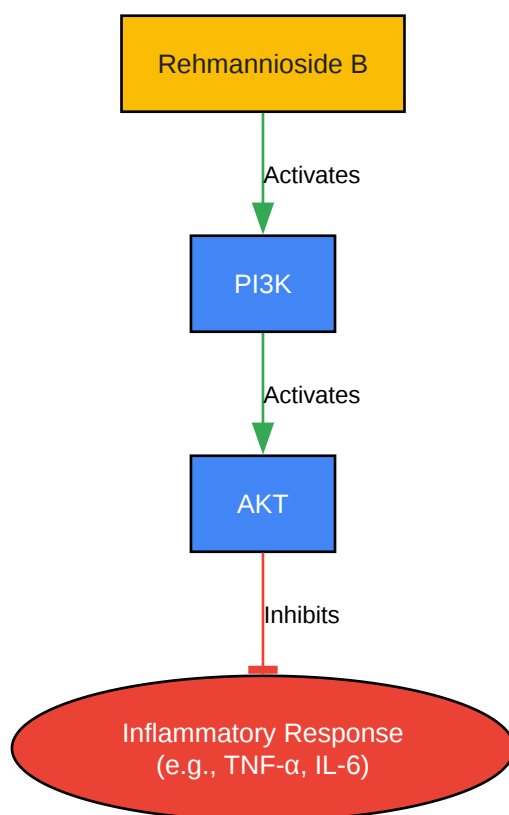 Rehmannioside B
Activates
PI3K
Activates
AKT
Inhibits
Inflammatory Response
(e.g., TNF-α, IL-6)